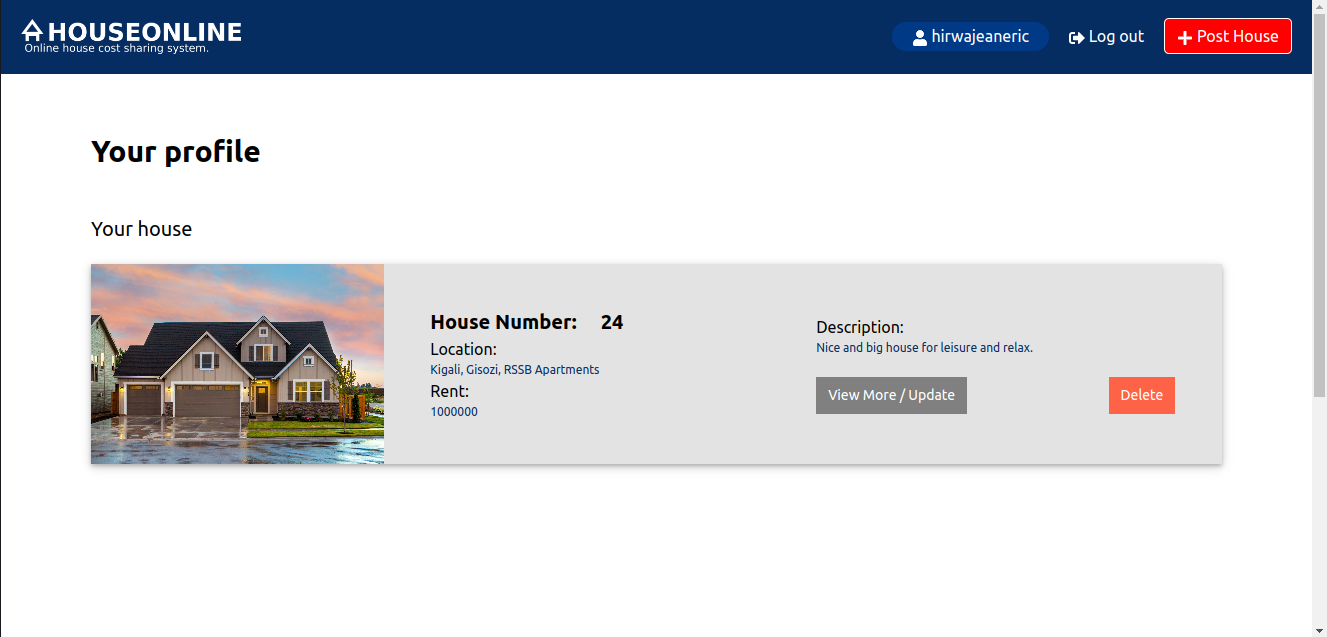 HOUSEONLINE
Online house cost sharing system.
hirwajeaneric
Log out
Post House
Your profile
Your house
House Number: 24
Location:
Kigali, Gisozi, RSSB Apartments
Rent:
1000000
Description:
Nice and big house for leisure and relax.
View More / Update
Delete